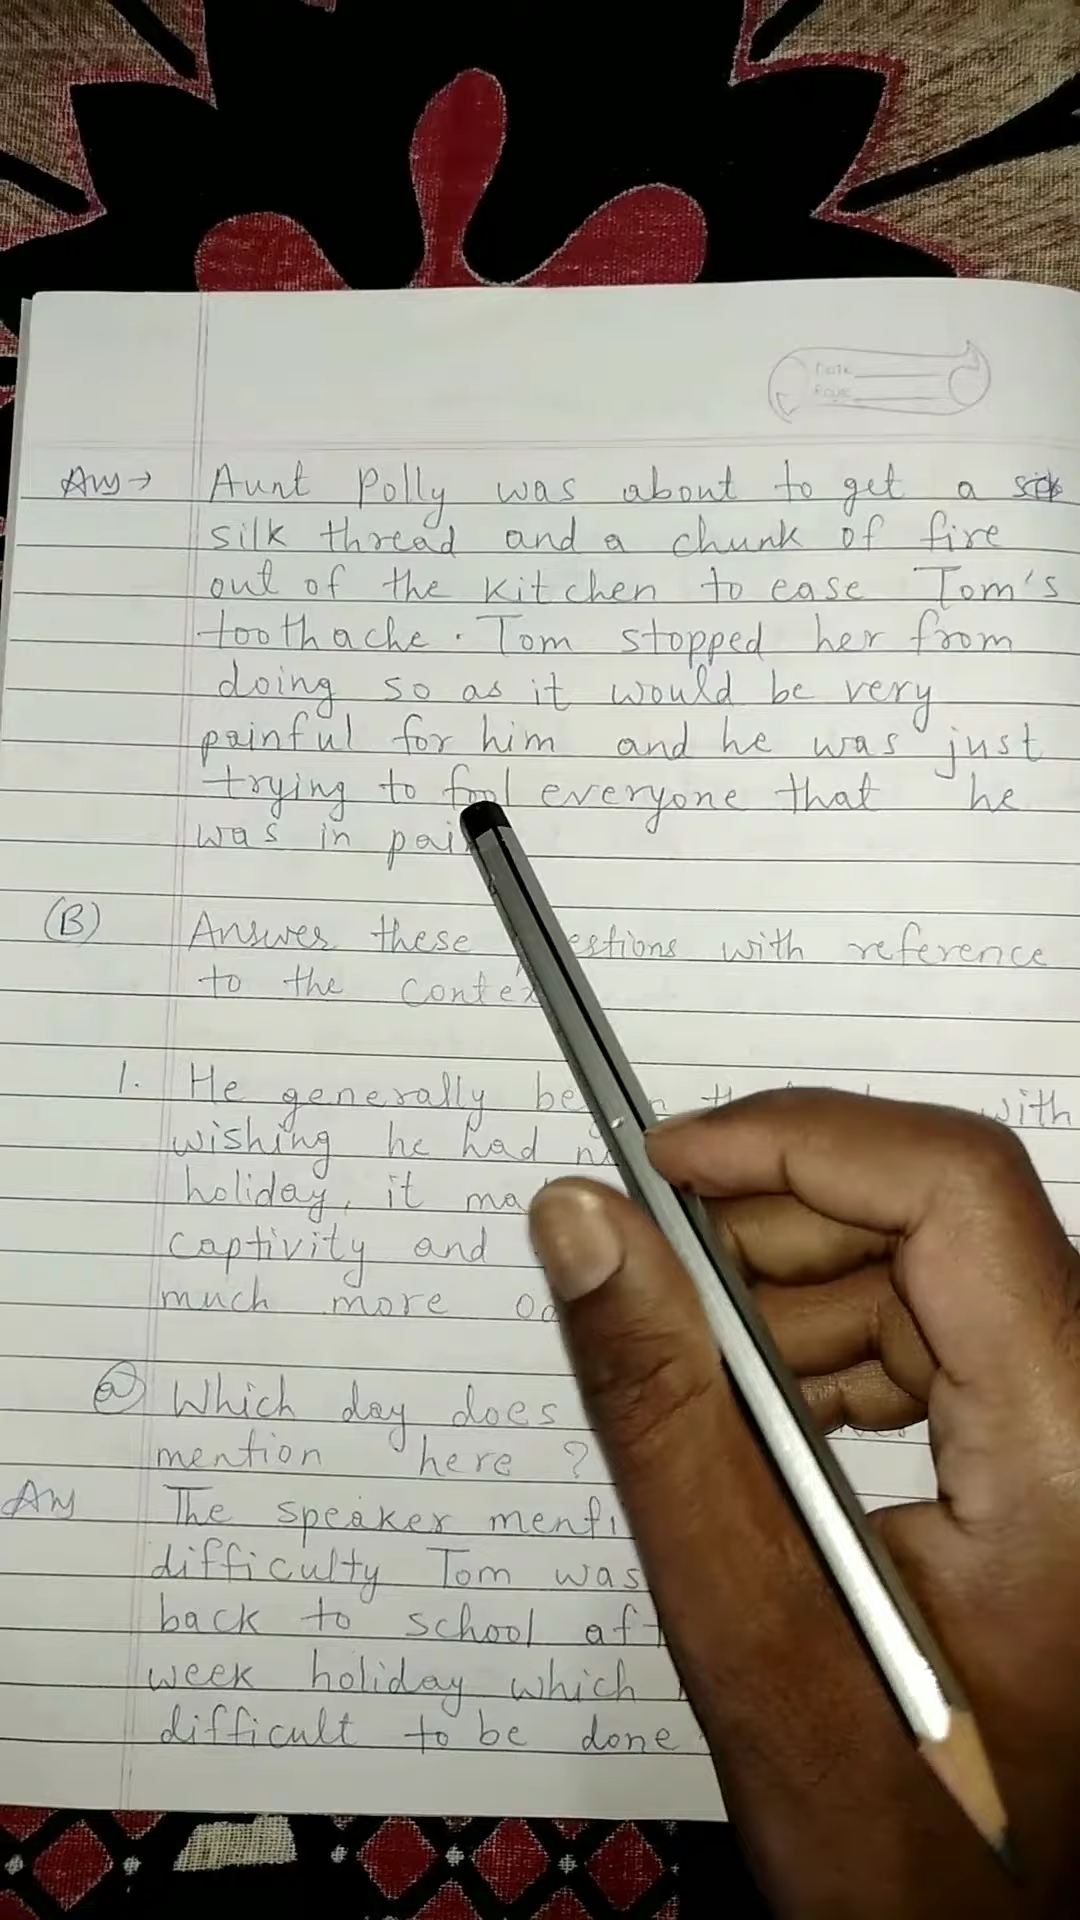 Date
Page
Ans → Aunt Polly was about to get a
silk thread and a chunk of fire
out of the kitchen to ease Tom's
toothache. Tom stopped her from
doing so as it would be very
painful for him and he was just
trying to fool everyone that he
was in
(B) Answer these with reference
to the
1. He generally with
wishing he had
holiday, it
captivity and
much more
(a) Which day does
mention here ?
Ans The speaker
difficulty Tom was
back to school
week holiday which
difficult to be done